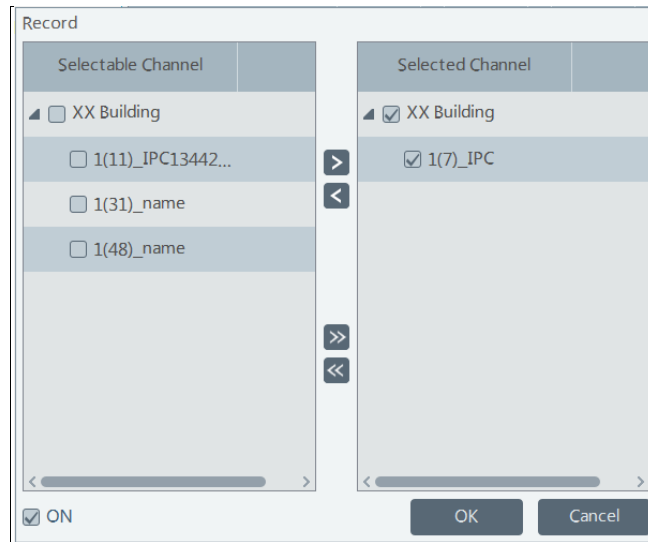 Record
Selectable Channel
XX Building
1(11)_IPC13442...
1(31)_name
1(48)_name
Selected Channel
XX Building
1(7)_IPC
ON
OK
Cancel